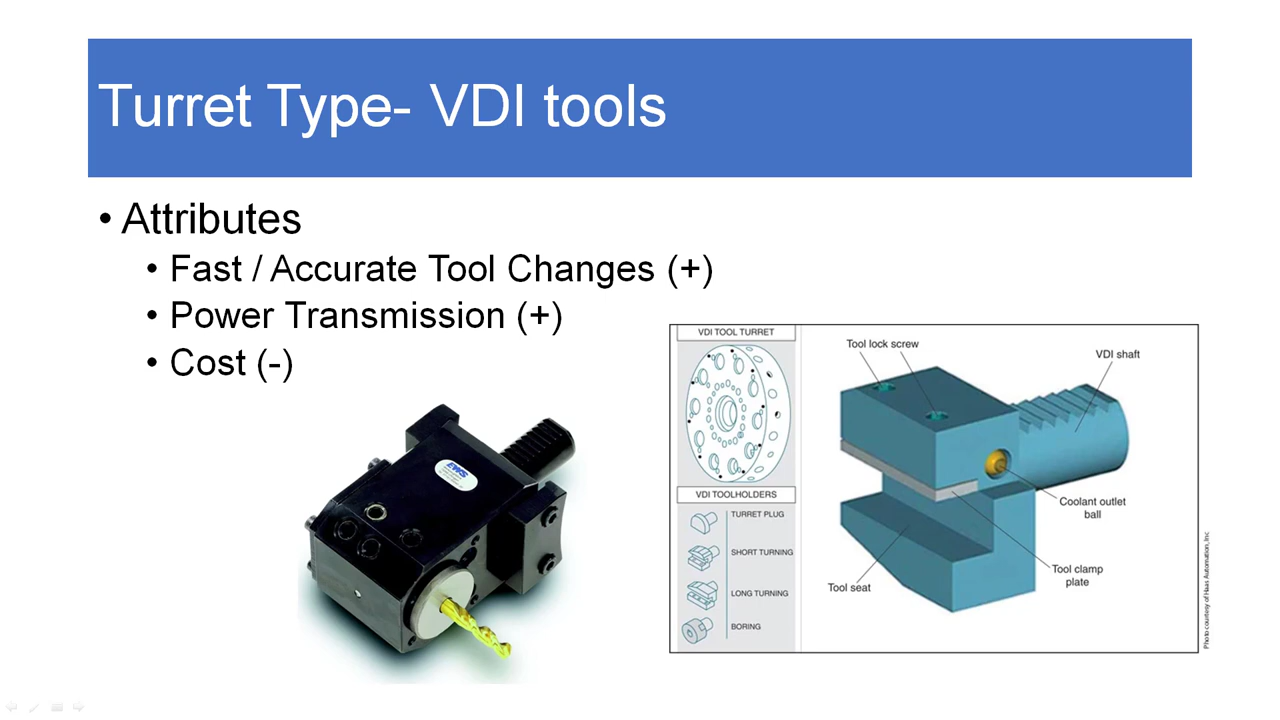 Turret Type- VDI tools
• Attributes
• Fast / Accurate Tool Changes (+)
• Power Transmission (+)
• Cost (-)
EWS
VDI TOOL TURRET
VDI TOOLHOLDERS
TURRET PLUG
SHORT TURNING
LONG TURNING
BORING
Tool lock screw
VDI shaft
Coolant outlet
ball
Tool clamp
plate
Tool seat
Photo courtesy of Haas Automation, Inc